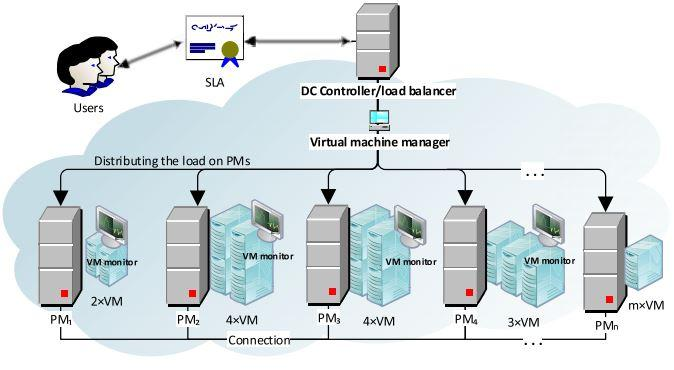 Users
SLA
DC Controller/load balancer
Virtual machine manager
Distributing the load on PMs
...
VM monitor
VM monitor
VM monitor
VM monitor
2×VM
4×VM
4×VM
3×VM
m×VM
PM₁
PM₂
PM₃
PM₄
PMₙ
Connection
...